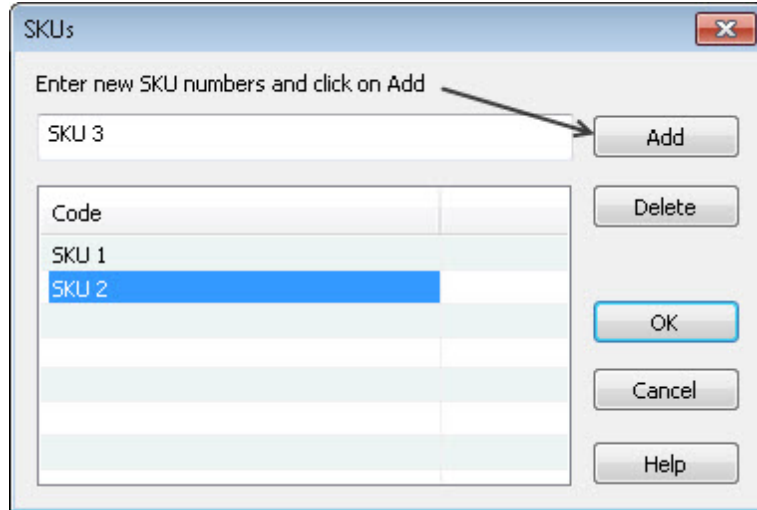 SKUs
Enter new SKU numbers and click on Add
SKU 3
Add
Code
Delete
SKU 1
SKU 2
OK
Cancel
Help